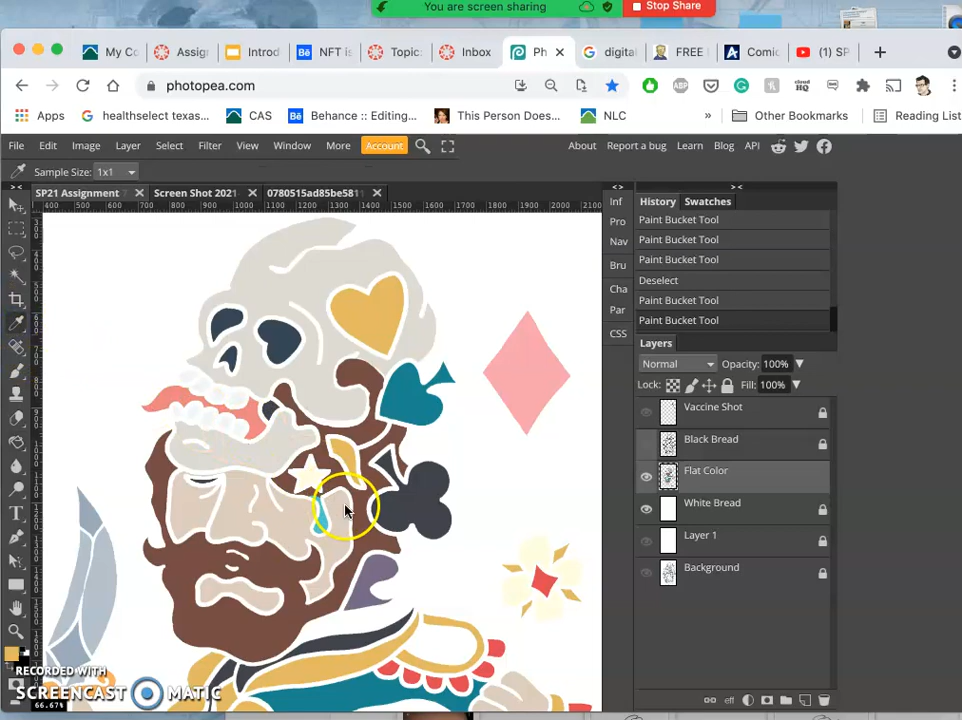 You are screen sharing Stop Share
My Co Assign Introd NFT is Topic: Inbox Ph digital FREE Comic (1) SP
photopea.com
Apps healthselect texas... CAS Behance :: Editing... This Person Does... NLC » Other Bookmarks Reading List
File Edit Image Layer Select Filter View Window More Account About Report a bug Learn Blog API
Sample Size: 1x1
SP21 Assignment Screen Shot 2021 0780515ad85be581
400 500 600 700 800 900 1000 1100 1200 1300 1400 1500 1600 1700 1800 1900 2000 2100
Inf
Pro
Nav
Bru
Cha
Par
CSS
History Swatches
Paint Bucket Tool
Paint Bucket Tool
Paint Bucket Tool
Deselect
Paint Bucket Tool
Paint Bucket Tool
Layers
Normal Opacity: 100%
Lock: Fill: 100%
Vaccine Shot
Black Bread
Flat Color
White Bread
Layer 1
Background
eff
RECORDED WITH
SCREENCAST MATIC
66.67%